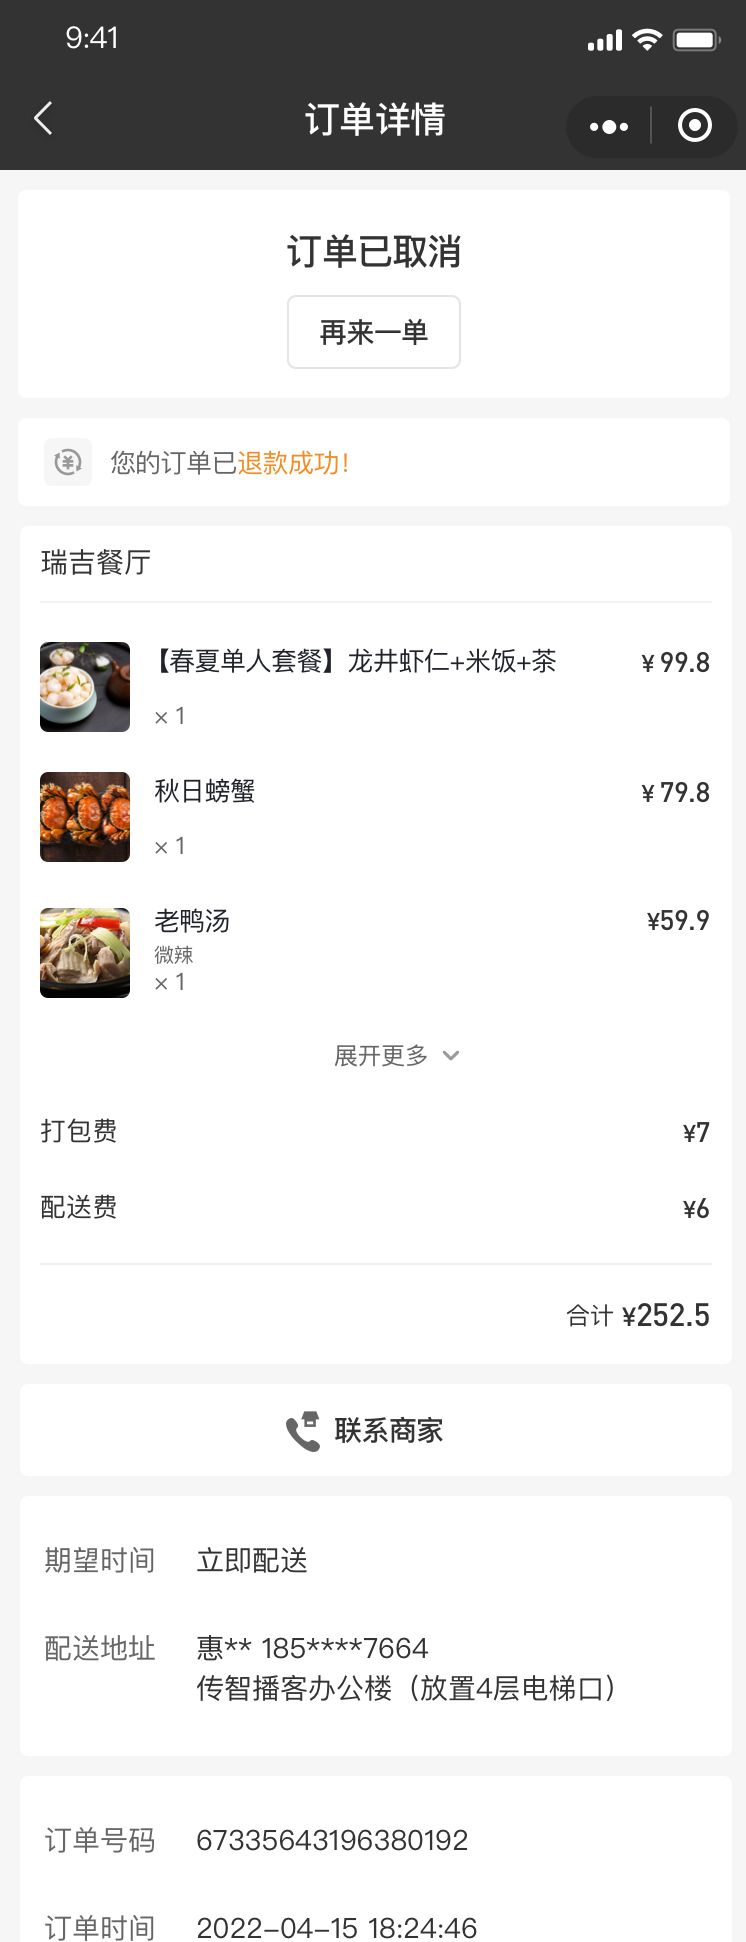 9:41
订单详情
订单已取消
再来一单
您的订单已退款成功!
瑞吉餐厅
【春夏单人套餐】龙井虾仁+米饭+茶 ¥ 99.8
× 1
秋日螃蟹 ¥ 79.8
× 1
老鸭汤 ¥59.9
微辣
× 1
展开更多
打包费 ¥7
配送费 ¥6
合计 ¥252.5
联系商家
期望时间 立即配送
配送地址 惠** 185****7664
传智播客办公楼（放置4层电梯口）
订单号码 67335643196380192
订单时间 2022-04-15 18:24:46